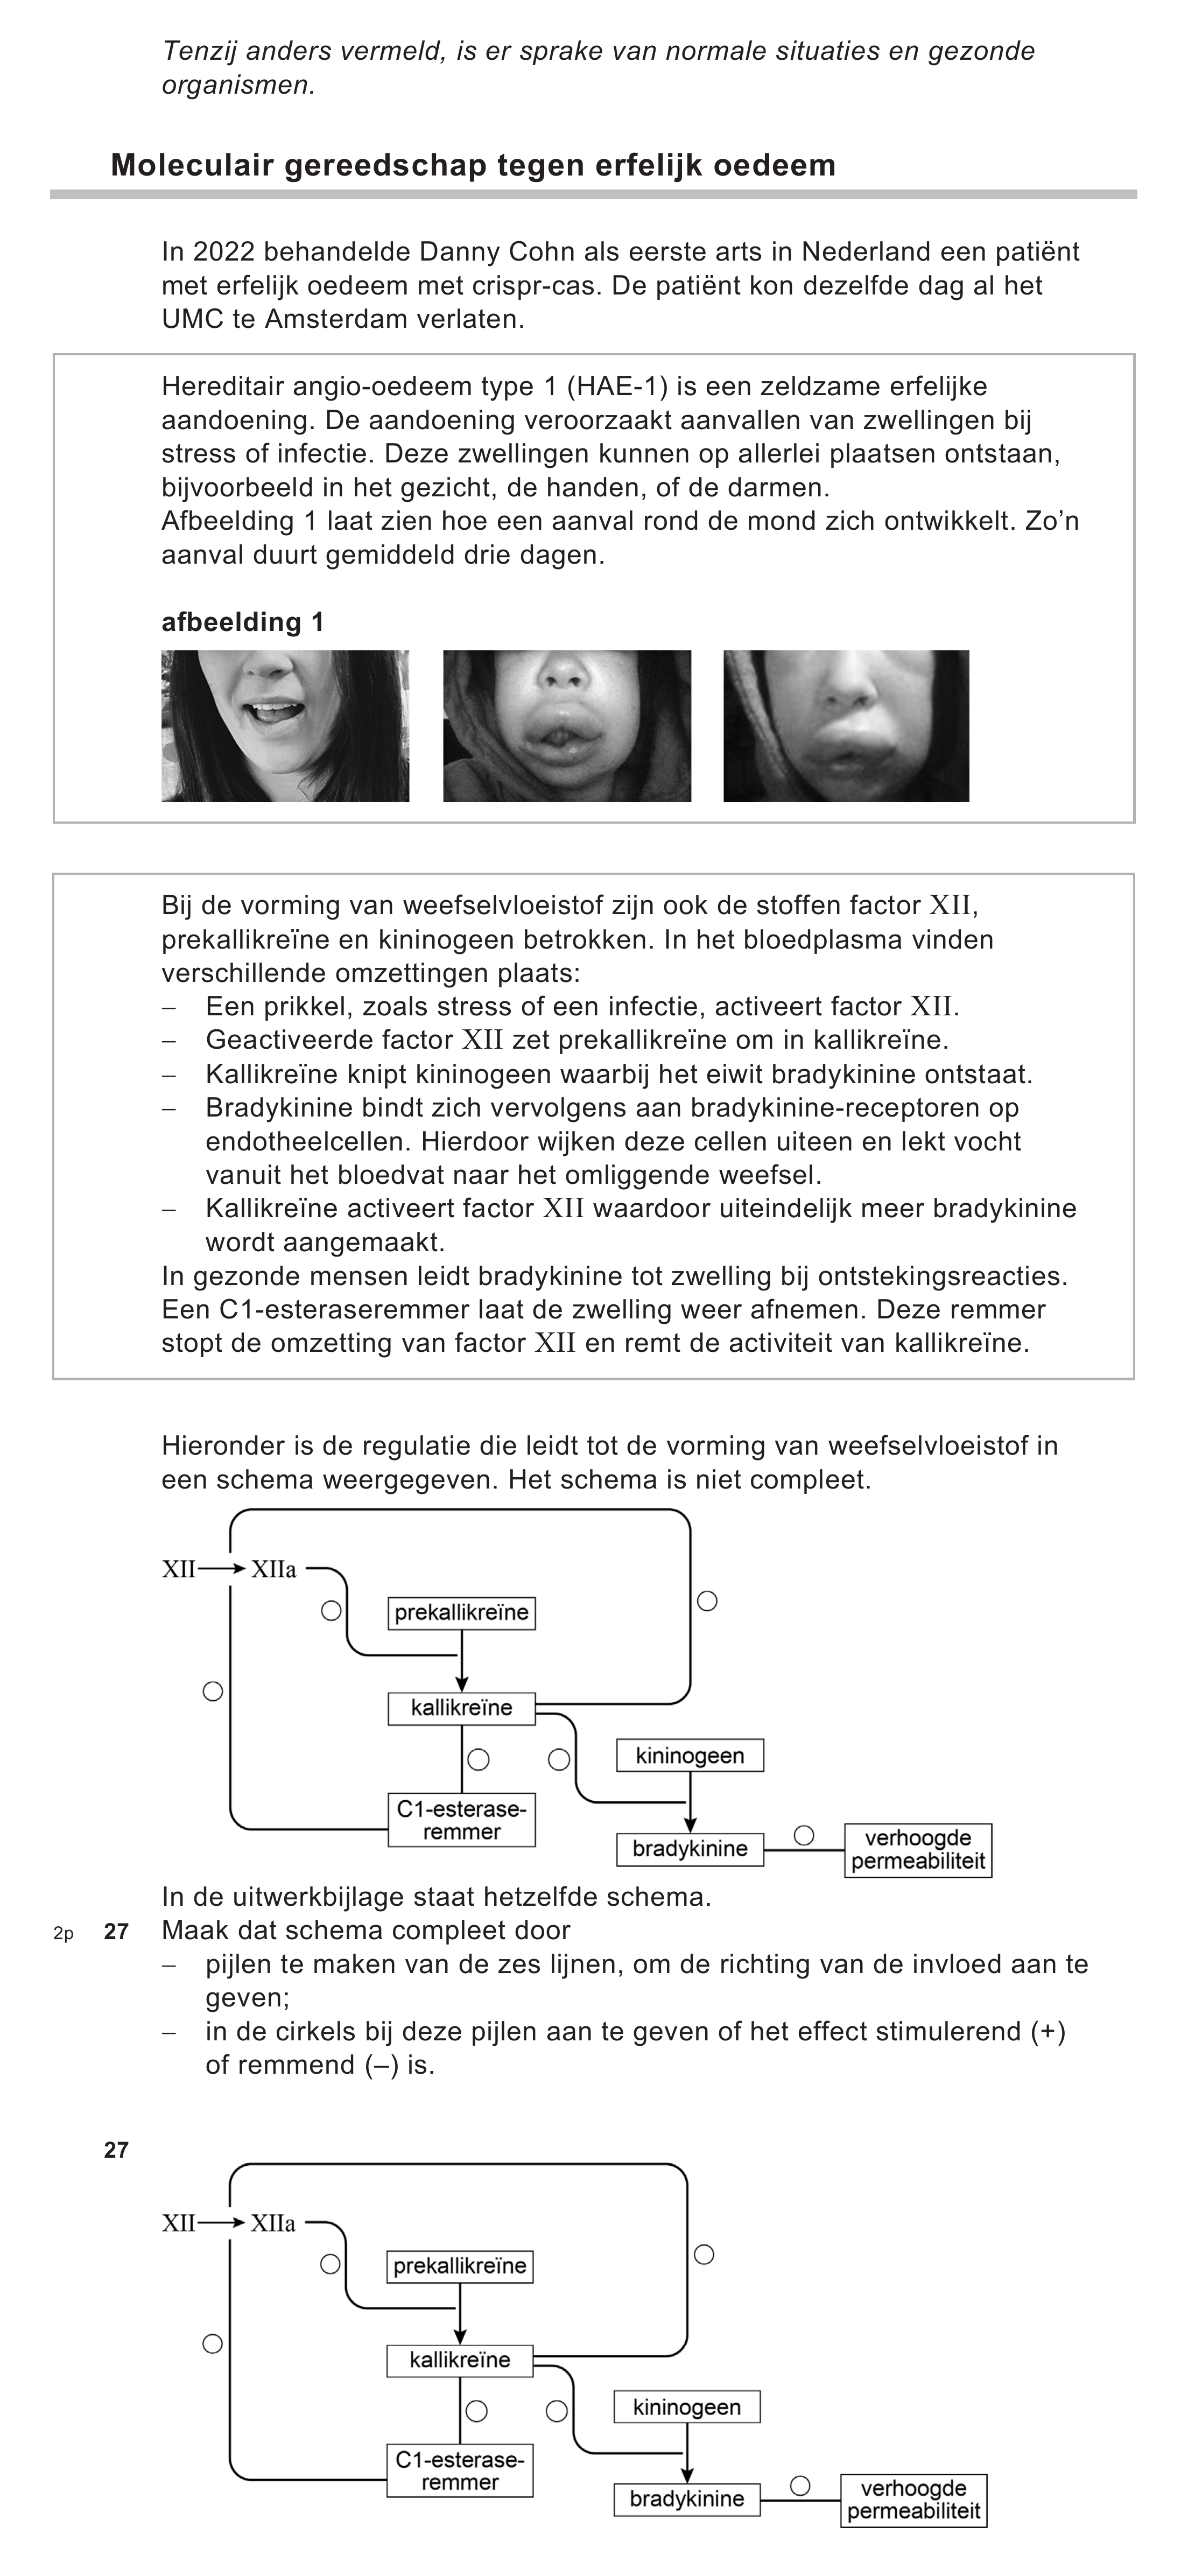 Tenzij anders vermeld, is er sprake van normale situaties en gezonde
organismen.
Moleculair gereedschap tegen erfelijk oedeem
In 2022 behandelde Danny Cohn als eerste arts in Nederland een patiënt
met erfelijk oedeem met crispr-cas. De patiënt kon dezelfde dag al het
UMC te Amsterdam verlaten.
Hereditair angio-oedeem type 1 (HAE-1) is een zeldzame erfelijke
aandoening. De aandoening veroorzaakt aanvallen van zwellingen bij
stress of infectie. Deze zwellingen kunnen op allerlei plaatsen ontstaan,
bijvoorbeeld in het gezicht, de handen, of de darmen.
Afbeelding 1 laat zien hoe een aanval rond de mond zich ontwikkelt. Zo’n
aanval duurt gemiddeld drie dagen.
afbeelding 1
Bij de vorming van weefselvloeistof zijn ook de stoffen factor XII,
prekallikreïne en kininogeen betrokken. In het bloedplasma vinden
verschillende omzettingen plaats:
– Een prikkel, zoals stress of een infectie, activeert factor XII.
– Geactiveerde factor XII zet prekallikreïne om in kallikreïne.
– Kallikreïne knipt kininogeen waarbij het eiwit bradykinine ontstaat.
– Bradykinine bindt zich vervolgens aan bradykinine-receptoren op
endotheelcellen. Hierdoor wijken deze cellen uiteen en lekt vocht
vanuit het bloedvat naar het omliggende weefsel.
– Kallikreïne activeert factor XII waardoor uiteindelijk meer bradykinine
wordt aangemaakt.
In gezonde mensen leidt bradykinine tot zwelling bij ontstekingsreacties.
Een C1-esteraseremmer laat de zwelling weer afnemen. Deze remmer
stopt de omzetting van factor XII en remt de activiteit van kallikreïne.
Hieronder is de regulatie die leidt tot de vorming van weefselvloeistof in
een schema weergegeven. Het schema is niet compleet.
XII XIIa
prekallikreïne
kallikreïne
kininogeen
C1-esterase-
remmer
bradykinine
verhoogde
permeabiliteit
In de uitwerkbijlage staat hetzelfde schema.
2p 27 Maak dat schema compleet door
– pijlen te maken van de zes lijnen, om de richting van de invloed aan te
geven;
– in de cirkels bij deze pijlen aan te geven of het effect stimulerend (+)
of remmend (–) is.
27
XII XIIa
prekallikreïne
kallikreïne
kininogeen
C1-esterase-
remmer
bradykinine
verhoogde
permeabiliteit